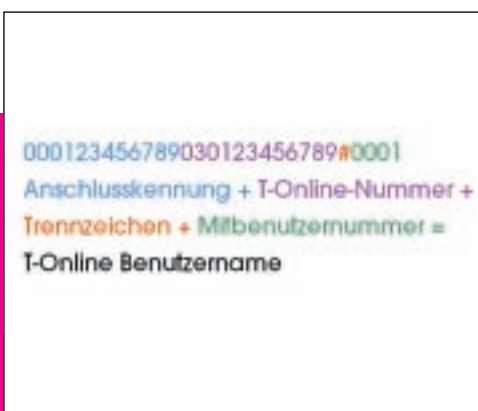 000123456789030123456789#0001
Anschlusskennung + T-Online-Nummer +
Trennzeichen + Mitbenutzernummer =
T-Online Benutzername